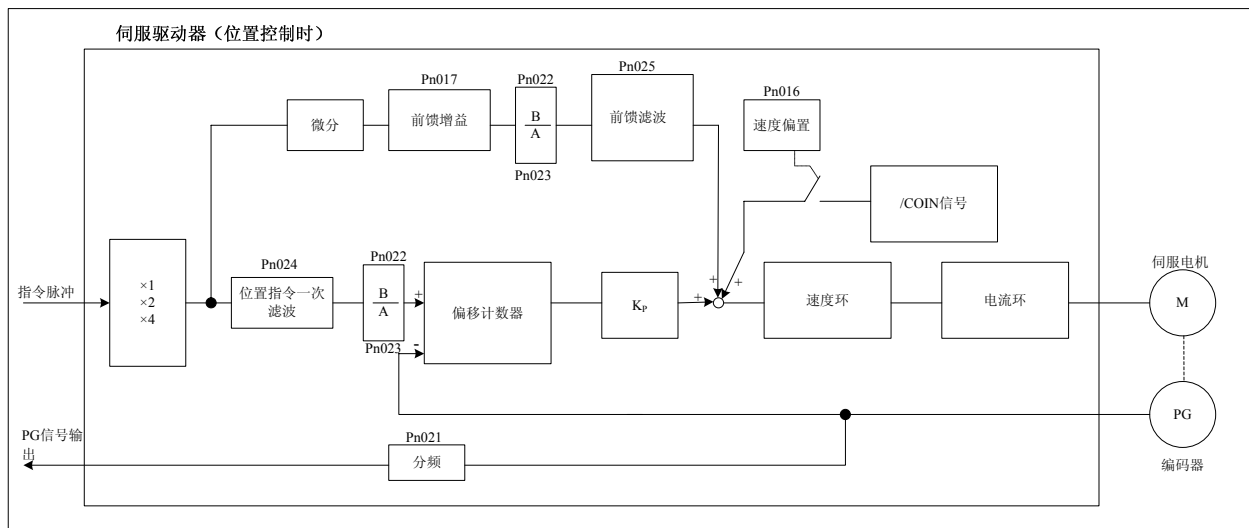 伺服驱动器（位置控制时）
Pn017
Pn022
Pn025
Pn016
微分
前馈增益
B
A
前馈滤波
速度偏置
Pn023
/COIN信号
指令脉冲
×1
×2
×4
Pn024
位置指令一次
滤波
Pn022
B
A
Pn023
+
-
偏移计数器
KP
+
+
+
速度环
电流环
伺服电机
M
PG
编码器
PG信号输
出
Pn021
分频